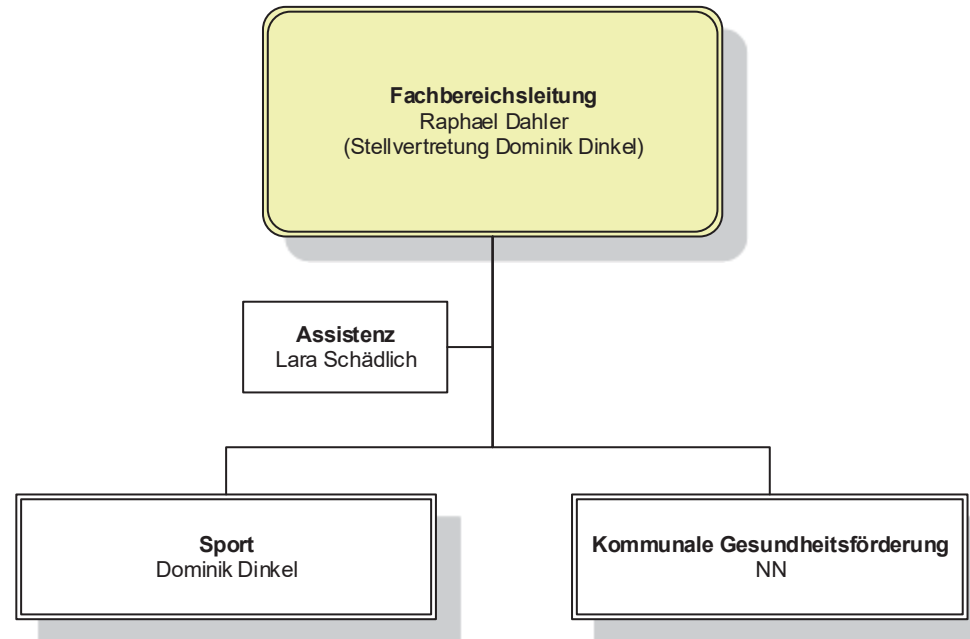 Fachbereichsleitung
Raphael Dahler
(Stellvertretung Dominik Dinkel)
Assistenz
Lara Schädlich
Sport
Dominik Dinkel
Kommunale Gesundheitsförderung
NN